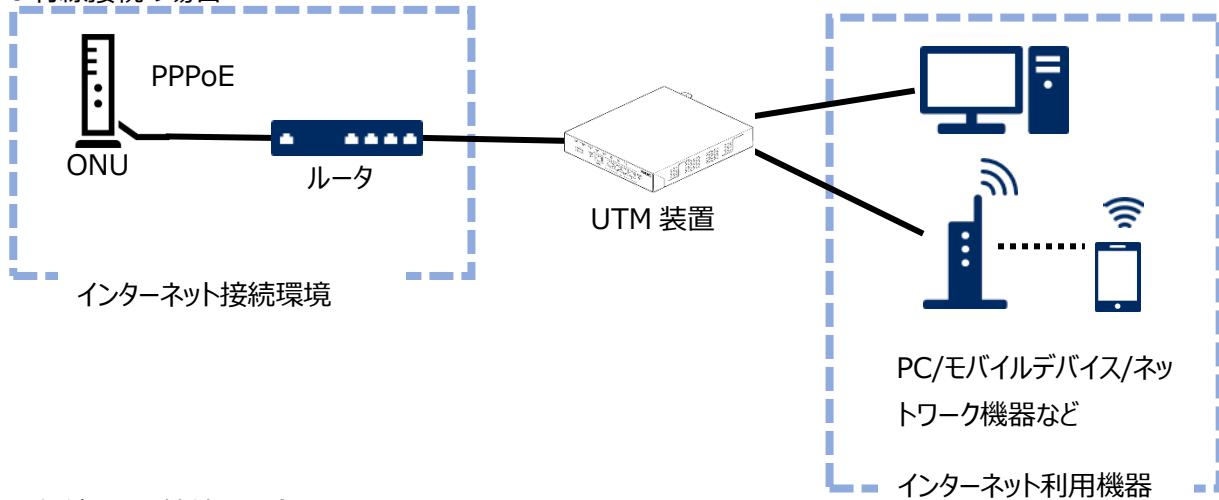 PPPoE
ONU
ルータ
UTM 装置
インターネット接続環境
PC/モバイルデバイス/ネッ
トワーク機器など
インターネット利用機器